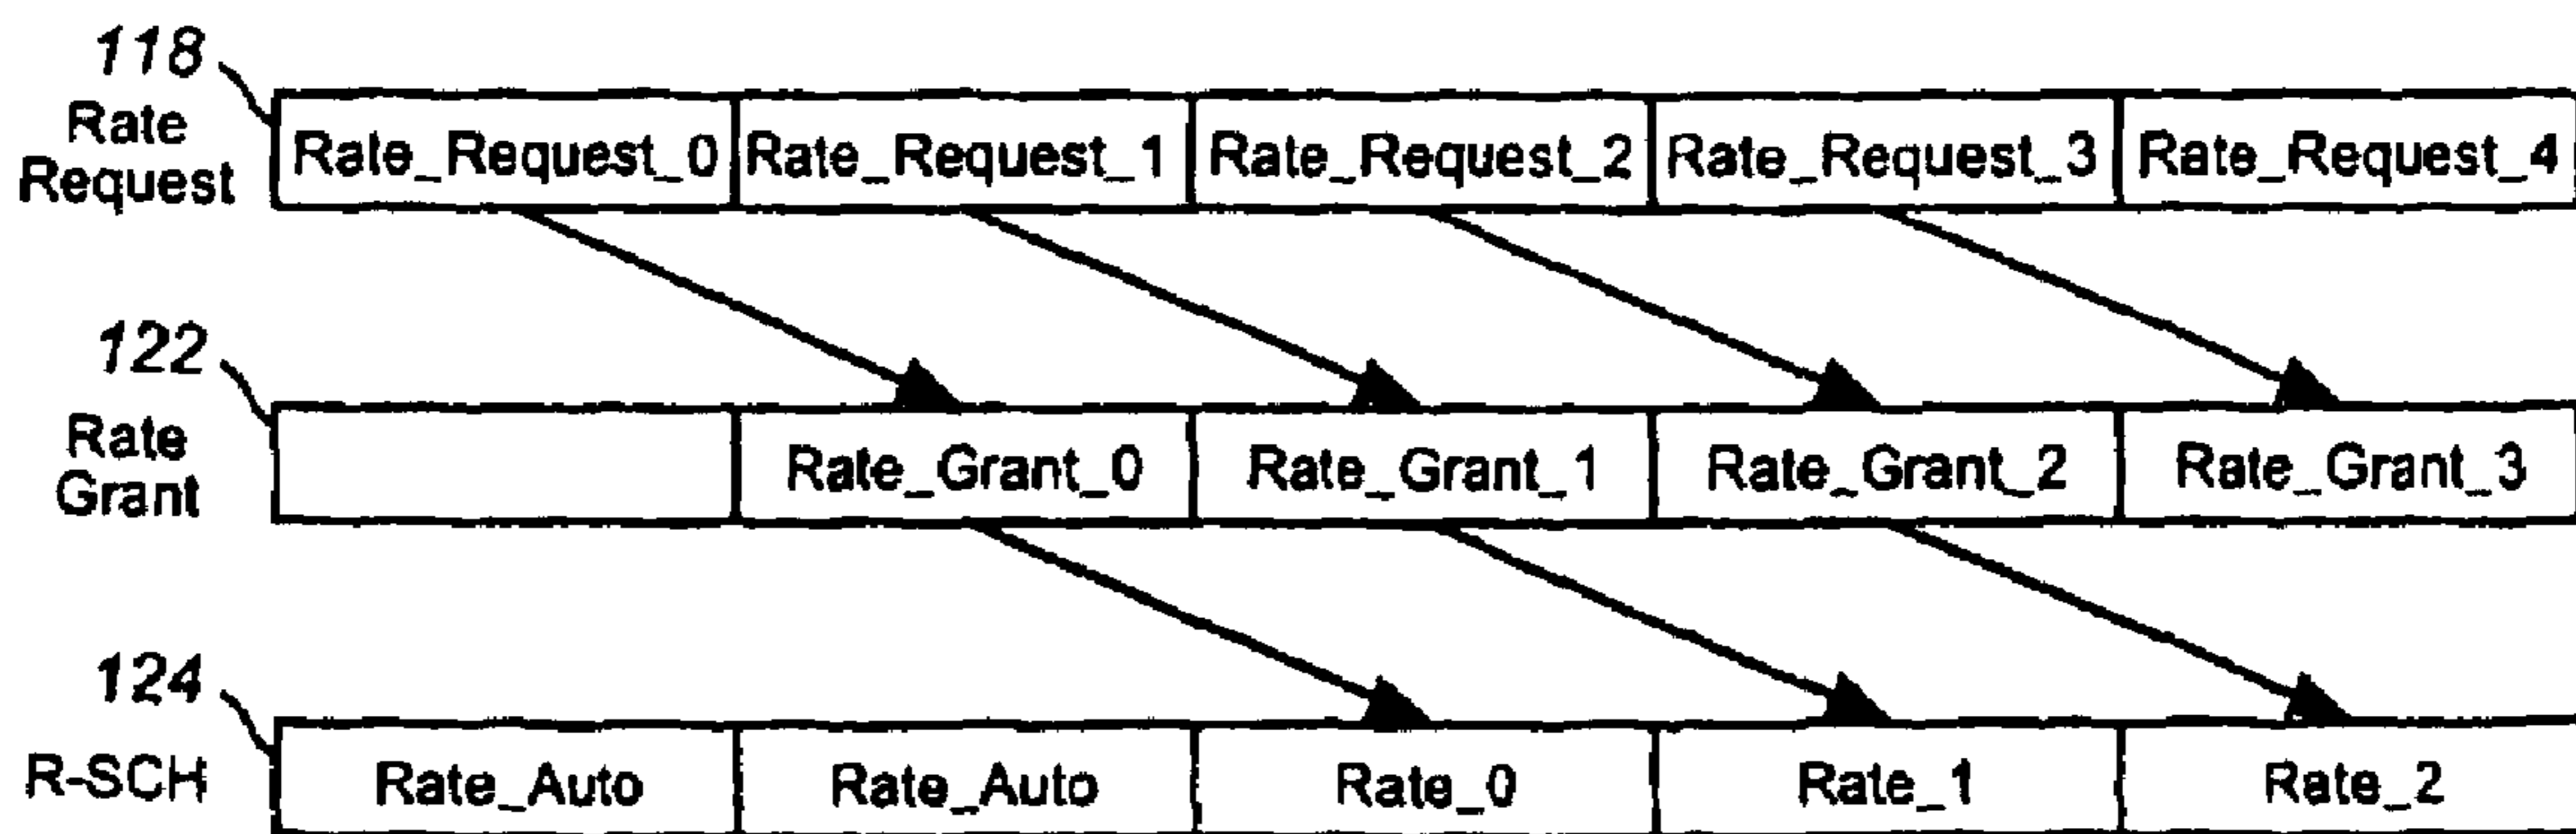 118
Rate
Request
Rate_Request_0 Rate_Request_1 Rate_Request_2 Rate_Request_3 Rate_Request_4
122
Rate
Grant
Rate_Grant_0 Rate_Grant_1 Rate_Grant_2 Rate_Grant_3
124
R-SCH
Rate_Auto Rate_Auto Rate_0 Rate_1 Rate_2